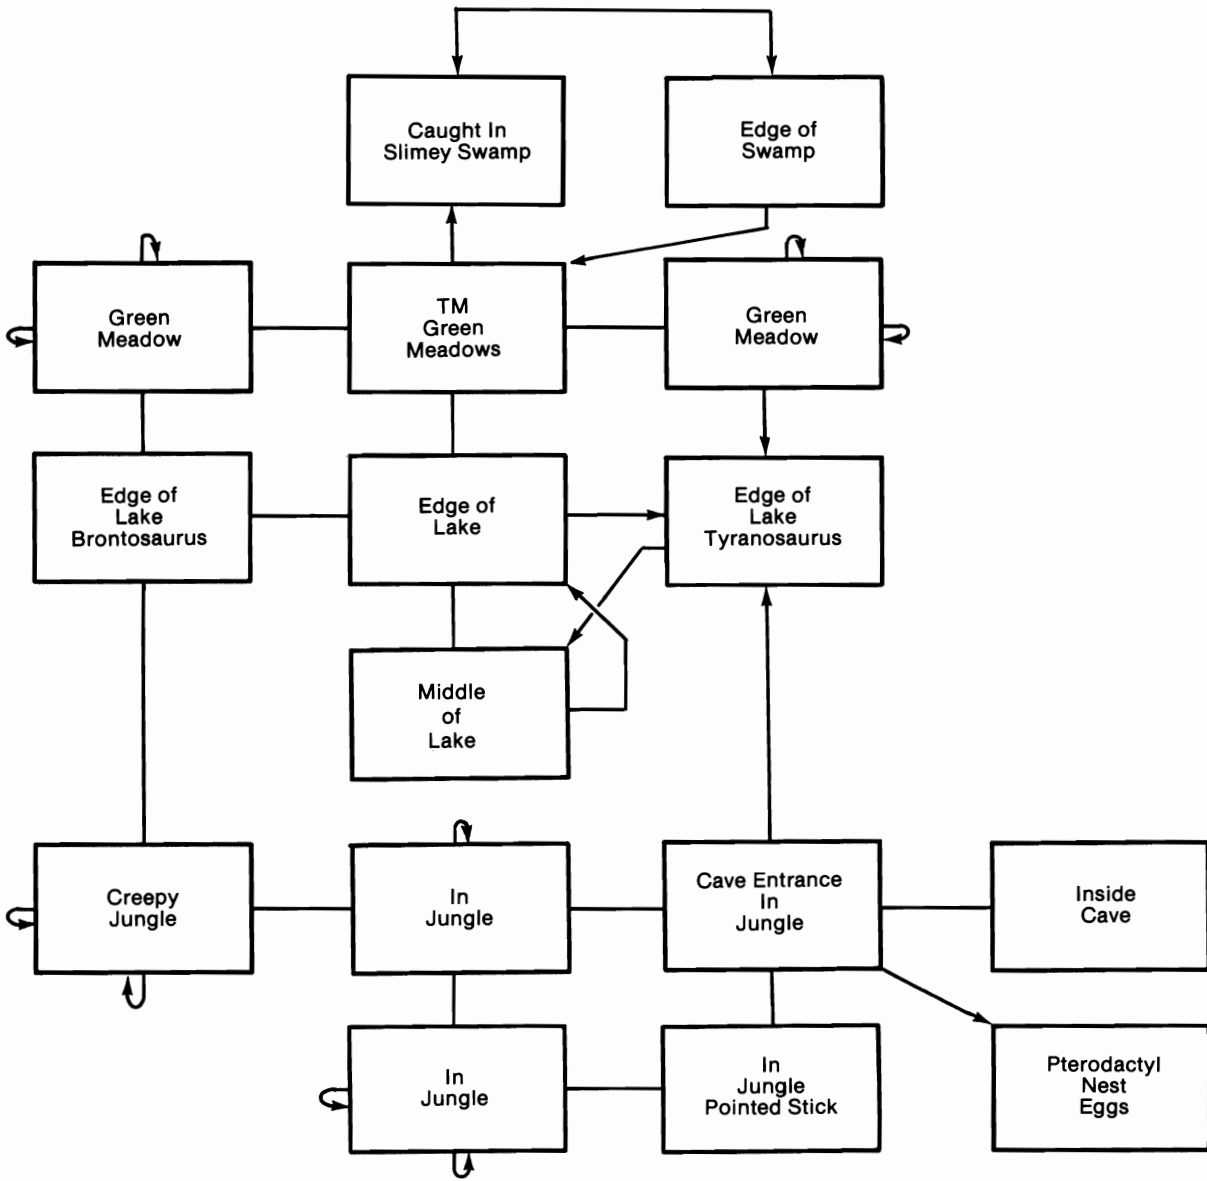 Caught In
Slimey Swamp
Edge of
Swamp
Green
Meadow
TM
Green
Meadows
Green
Meadow
Edge of
Lake
Brontosaurus
Edge of
Lake
Edge of
Lake
Tyranosaurus
Middle
of
Lake
Creepy
Jungle
In
Jungle
Cave Entrance
In
Jungle
Inside
Cave
In
Jungle
In
Jungle
Pointed Stick
Pterodactyl
Nest
Eggs